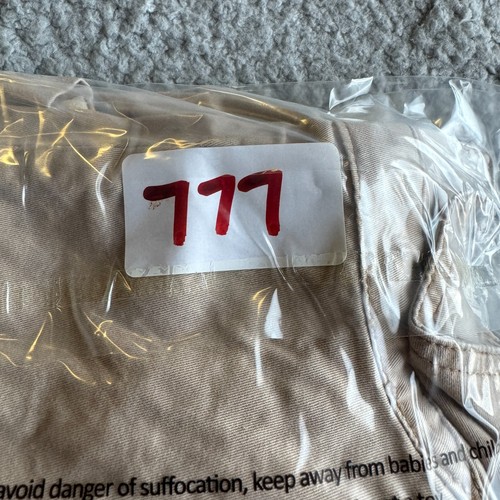 777
avoid danger of suffocation, keep away from babies and chil